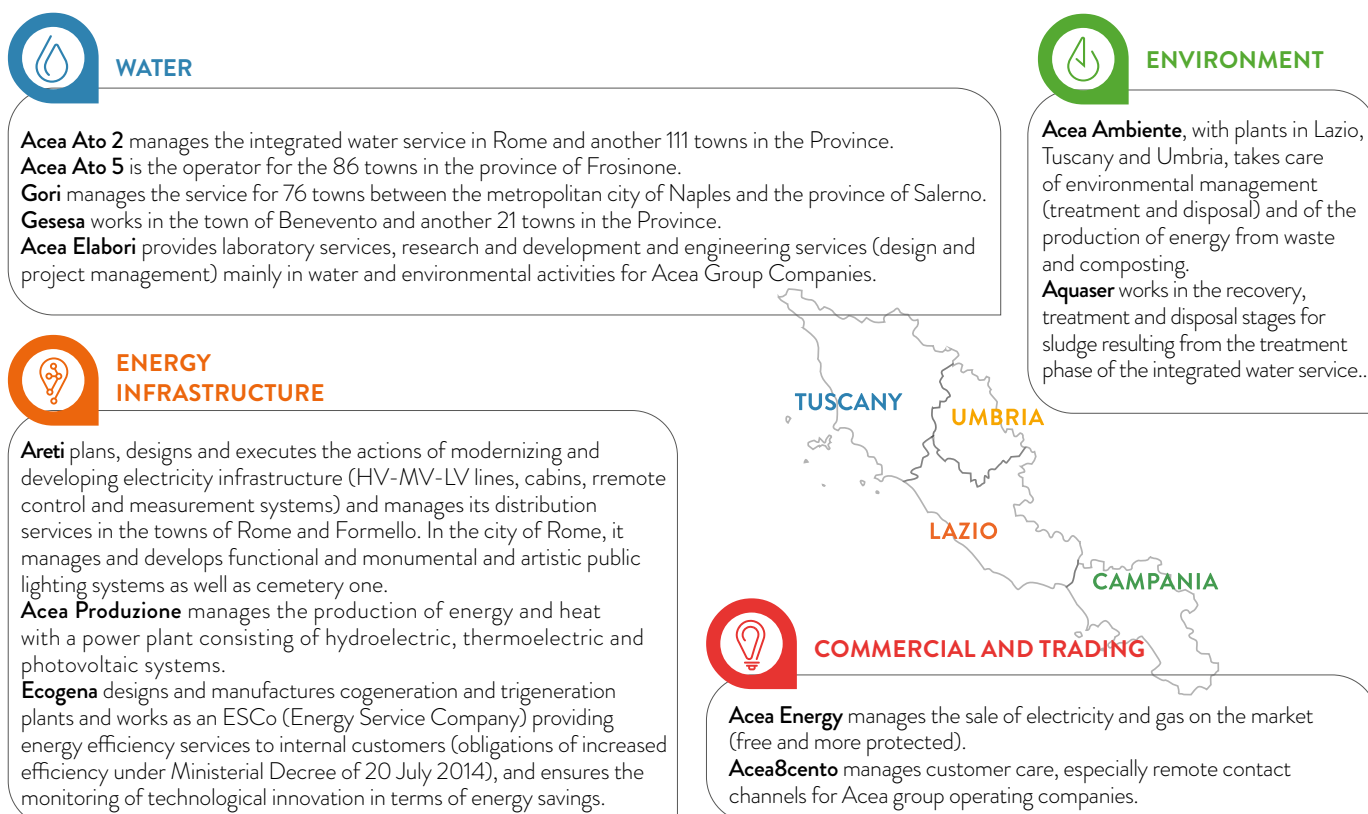 WATER
Acea Ato 2 manages the integrated water service in Rome and another 111 towns in the Province.
Acea Ato 5 is the operator for the 86 towns in the province of Frosinone.
Gori manages the service for 76 towns between the metropolitan city of Naples and the province of Salerno.
Gesesa works in the town of Benevento and another 21 towns in the Province.
Acea Elabori provides laboratory services, research and development and engineering services (design and
project management) mainly in water and environmental activities for Acea Group Companies.
ENVIRONMENT
Acea Ambiente, with plants in Lazio,
Tuscany and Umbria, takes care
of environmental management
(treatment and disposal) and of the
production of energy from waste
and composting.
Aquaser works in the recovery,
treatment and disposal stages for
sludge resulting from the treatment
phase of the integrated water service..
ENERGY
INFRASTRUCTURE
Areti plans, designs and executes the actions of modernizing and
developing electricity infrastructure (HV-MV-LV lines, cabins, rremote
control and measurement systems) and manages its distribution
services in the towns of Rome and Formello. In the city of Rome, it
manages and develops functional and monumental and artistic public
lighting systems as well as cemetery one.
Acea Produzione manages the production of energy and heat
with a power plant consisting of hydroelectric, thermoelectric and
photovoltaic systems.
Ecogena designs and manufactures cogeneration and trigeneration
plants and works as an ESCo (Energy Service Company) providing
energy efficiency services to internal customers (obligations of increased
efficiency under Ministerial Decree of 20 July 2014), and ensures the
monitoring of technological innovation in terms of energy savings.
TUSCANY
UMBRIA
LAZIO
CAMPANIA
COMMERCIAL AND TRADING
Acea Energy manages the sale of electricity and gas on the market
(free and more protected).
Acea8cento manages customer care, especially remote contact
channels for Acea group operating companies.